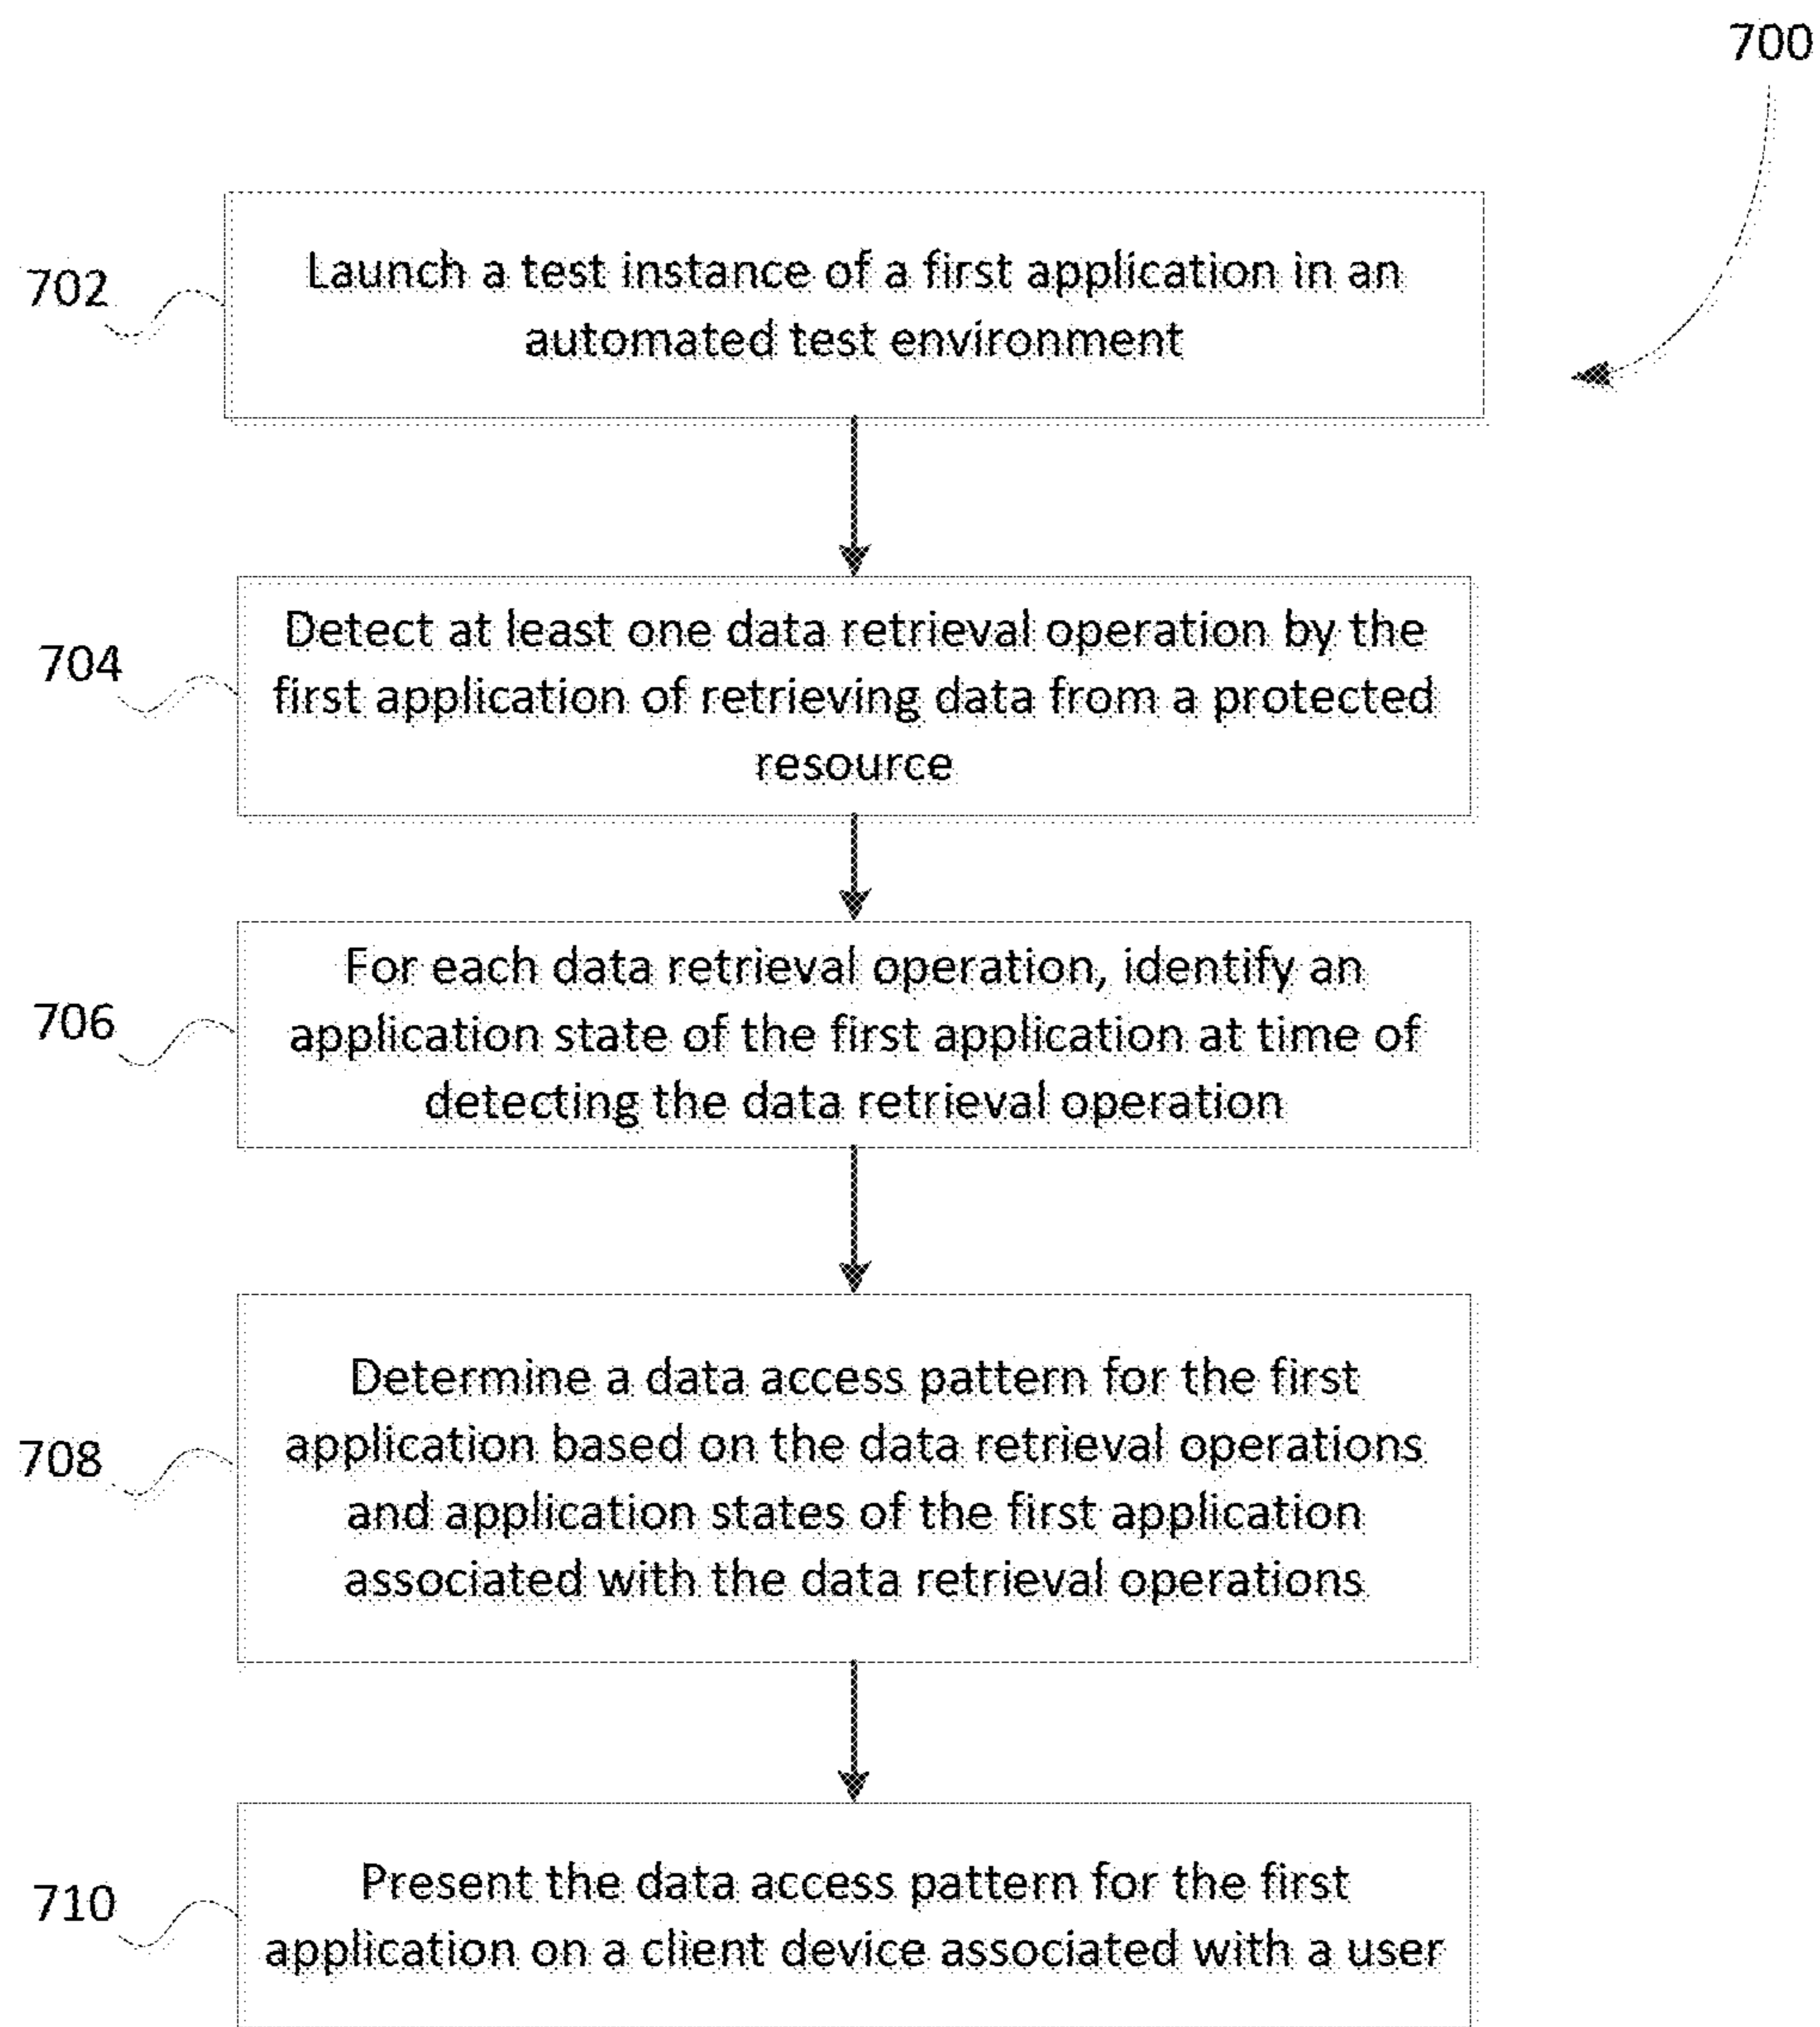 700
702
Launch a test instance of a first application in an
automated test environment
704
Detect at least one data retrieval operation by the
first application of retrieving data from a protected
resource
706
For each data retrieval operation, identify an
application state of the first application at time of
detecting the data retrieval operation
708
Determine a data access pattern for the first
application based on the data retrieval operations
and application states of the first application
associated with the data retrieval operations
710
Present the data access pattern for the first
application on a client device associated with a user